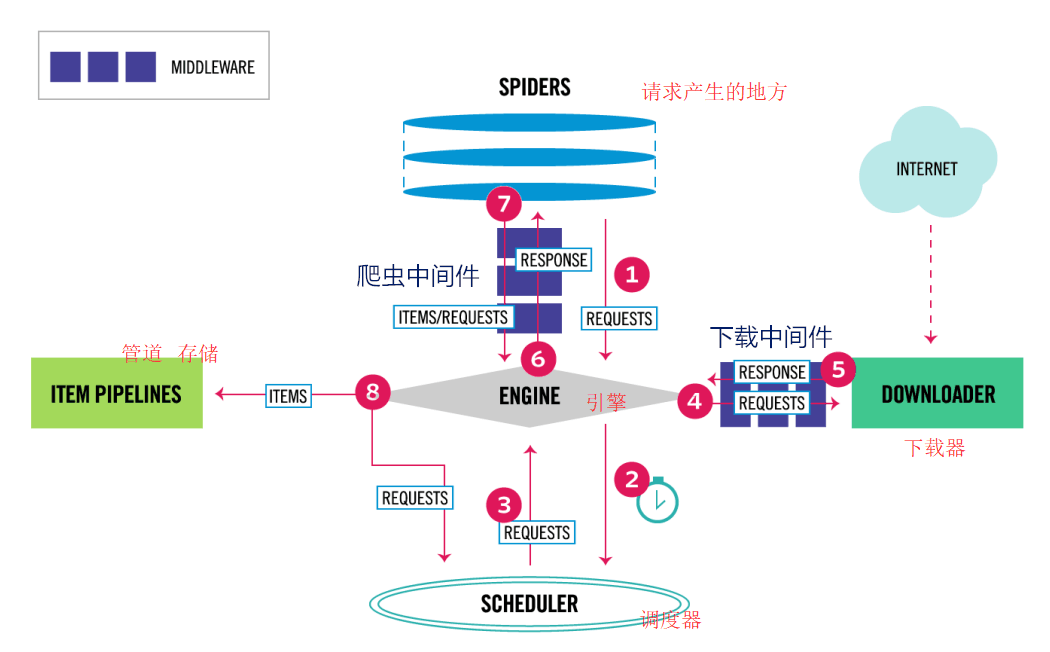 MIDDLEWARE
SPIDERS
请求产生的地方
INTERNET
7
爬虫中间件
RESPONSE
1
ITEMS/REQUESTS
REQUESTS
下载中间件
管道 存储
6
5
RESPONSE
ITEM PIPELINES
ITEMS
8
ENGINE
引擎
4
REQUESTS
DOWNLOADER
下载器
2
REQUESTS
3
REQUESTS
SCHEDULER
调度器